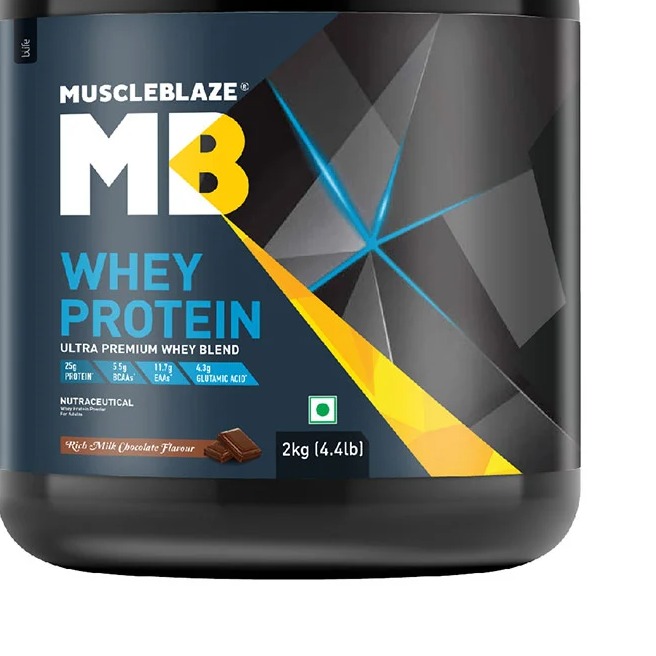 MUSCLEBLAZE®
MB
WHEY
PROTEIN
ULTRA PREMIUM WHEY BLEND
25g
PROTEIN*
5.5g
BCAAs*
11.7g
EAAs*
4.3g
GLUTAMIC ACID*
NUTRACEUTICAL
Whey Protein Powder
For Adults
Rich Milk Chocolate Flavour
2kg (4.4lb)